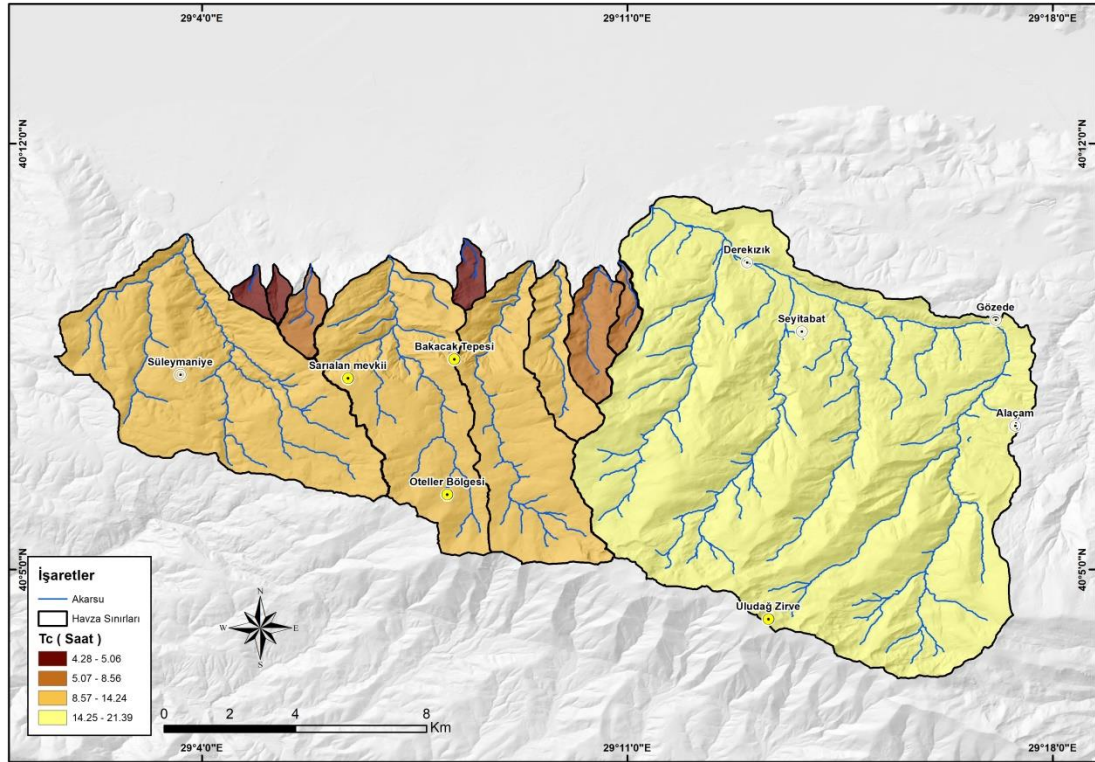 29°4'0"E
29°11'0"E
29°18'0"E
40°12'0"N
40°12'0"N
Derekızık
Gözede
Seyitabat
Bakacak Tepesi
Sarıalan mevkii
Süleymaniye
Alaçam
Oteller Bölgesi
40°5'0"N
40°5'0"N
Uludağ Zirve
İşaretler
Akarsu
Havza Sınırları
Tc ( Saat )
4.28 - 5.06
5.07 - 8.56
8.57 - 14.24
14.25 - 21.39
N
W
E
S
0 2 4 8
Km
29°4'0"E
29°11'0"E
29°18'0"E